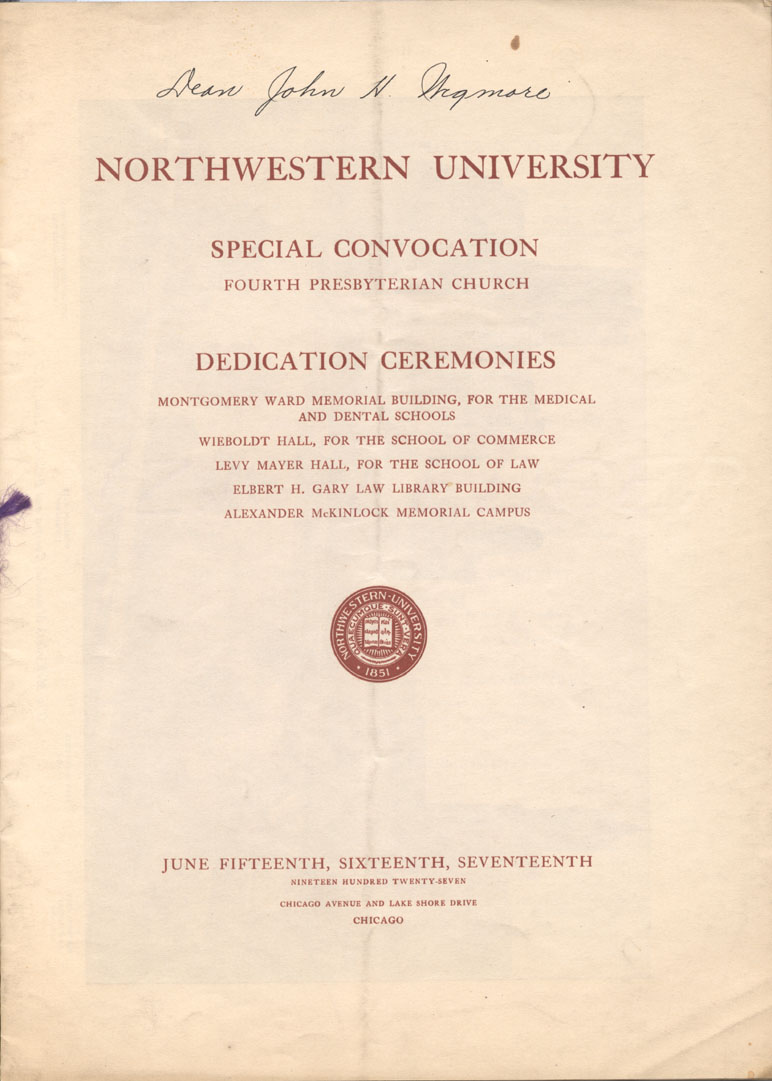 Dean John H. Wigmore
NORTHWESTERN UNIVERSITY
SPECIAL CONVOCATION
FOURTH PRESBYTERIAN CHURCH
DEDICATION CEREMONIES
MONTGOMERY WARD MEMORIAL BUILDING, FOR THE MEDICAL
AND DENTAL SCHOOLS
WIEBOLDT HALL, FOR THE SCHOOL OF COMMERCE
LEVY MAYER HALL, FOR THE SCHOOL OF LAW
ELBERT H. GARY LAW LIBRARY BUILDING
ALEXANDER McKINLOCK MEMORIAL CAMPUS
NORTHWESTERN · UNIVERSITY
QUAECUMQUE · SUNT · VERA
· 1851 ·
JUNE FIFTEENTH, SIXTEENTH, SEVENTEENTH
NINETEEN HUNDRED TWENTY-SEVEN
CHICAGO AVENUE AND LAKE SHORE DRIVE
CHICAGO